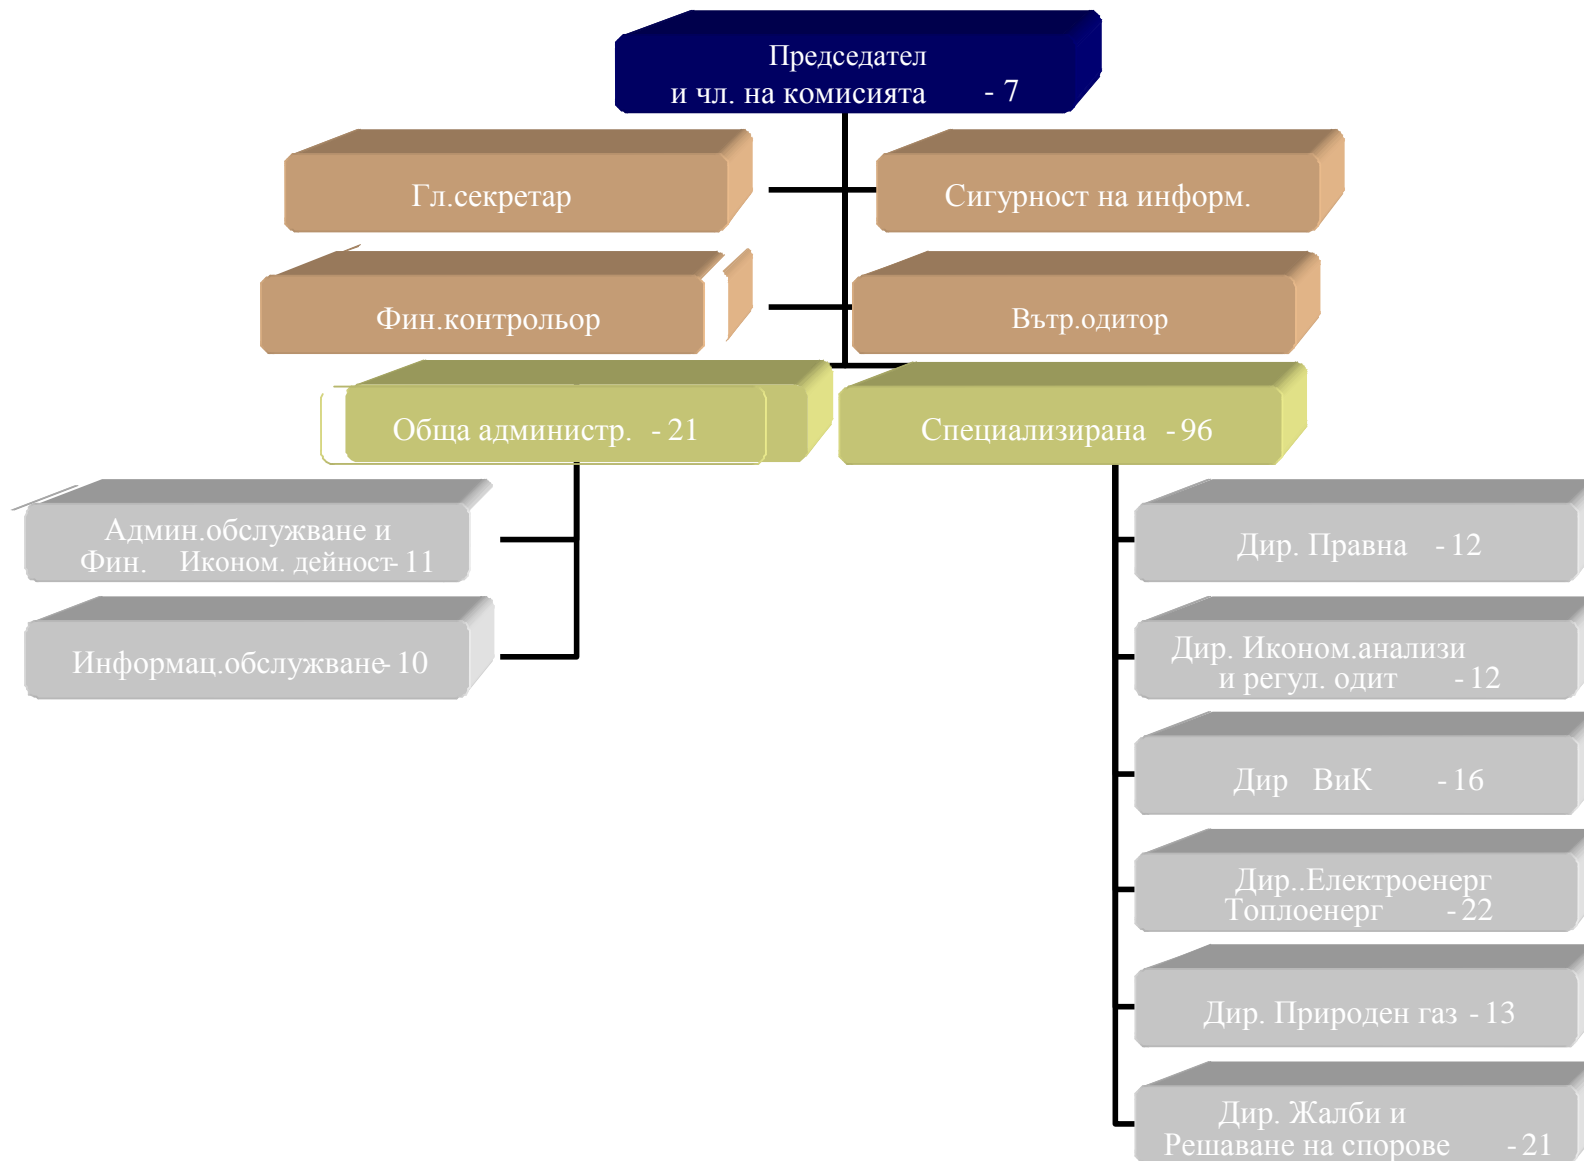 Председател
и чл. на комисията - 7
Гл.секретар
Сигурност на информ.
Фин.контрольор
Вътр.одитор
Обща администр. - 21
Специализирана - 96
Админ.обслужване и
Фин. Иконом. дейност- 11
Информац.обслужване- 10
Дир. Правна - 12
Дир. Иконом.анализи
и регул. одит - 12
Дир ВиК - 16
Дир..Електроенерг
Топлоенерг - 22
Дир. Природен газ - 13
Дир. Жалби и
Решаване на спорове - 21